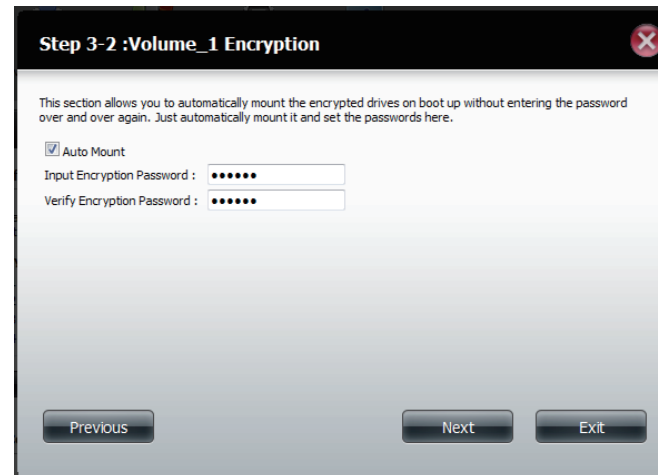 Step 3-2 :Volume_1 Encryption
This section allows you to automatically mount the encrypted drives on boot up without entering the password
over and over again. Just automatically mount it and set the passwords here.
Auto Mount
Input Encryption Password : ••••••
Verify Encryption Password : ••••••
Previous Next Exit